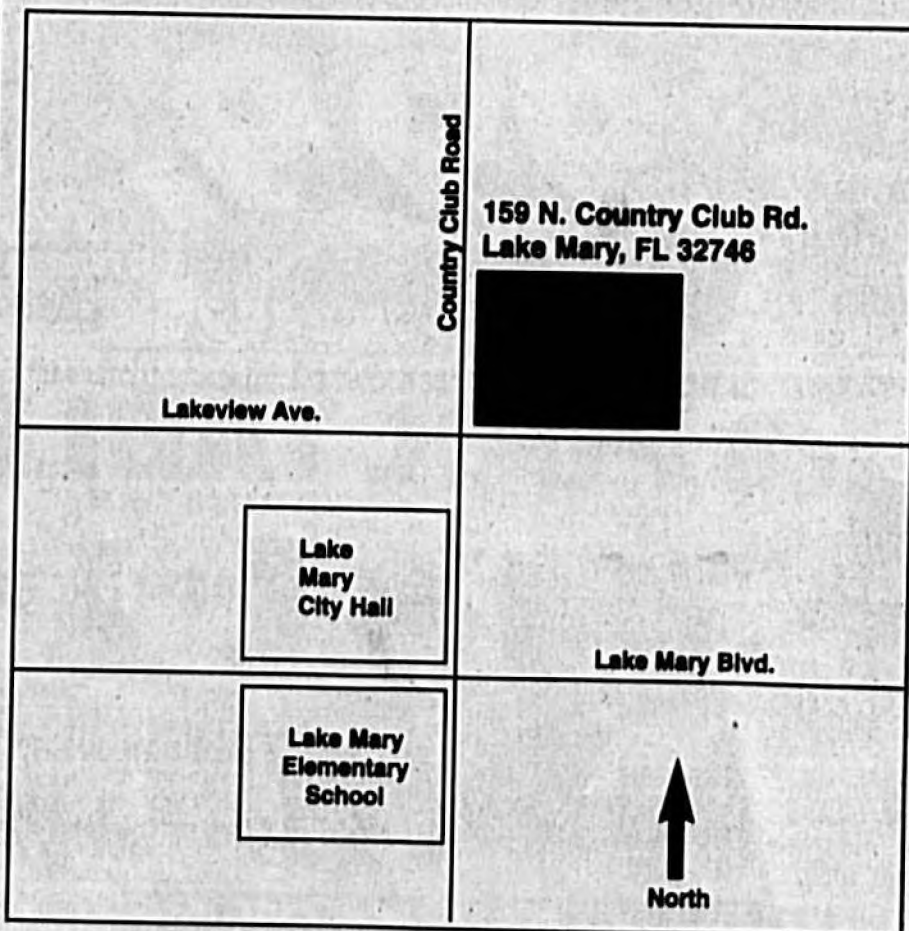 Country Club Road
159 N. Country Club Rd.
Lake Mary, FL 32746
Lakeview Ave.
Lake
Mary
City Hall
Lake Mary Blvd.
Lake Mary
Elementary
School
North